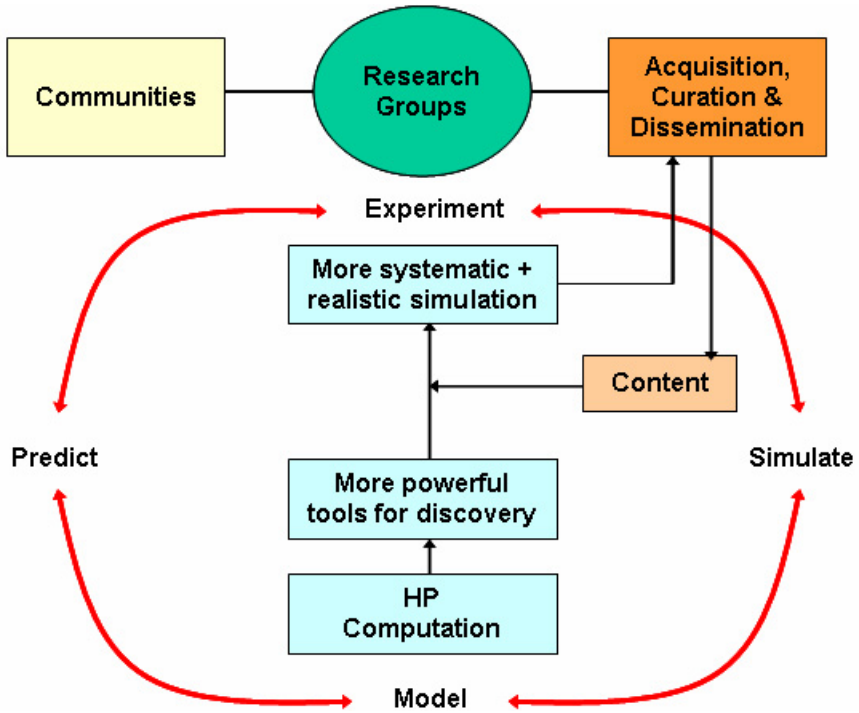 Communities
Research
Groups
Acquisition,
Curation &
Dissemination
Experiment
More systematic +
realistic simulation
Content
Predict
Simulate
More powerful
tools for discovery
HP
Computation
Model